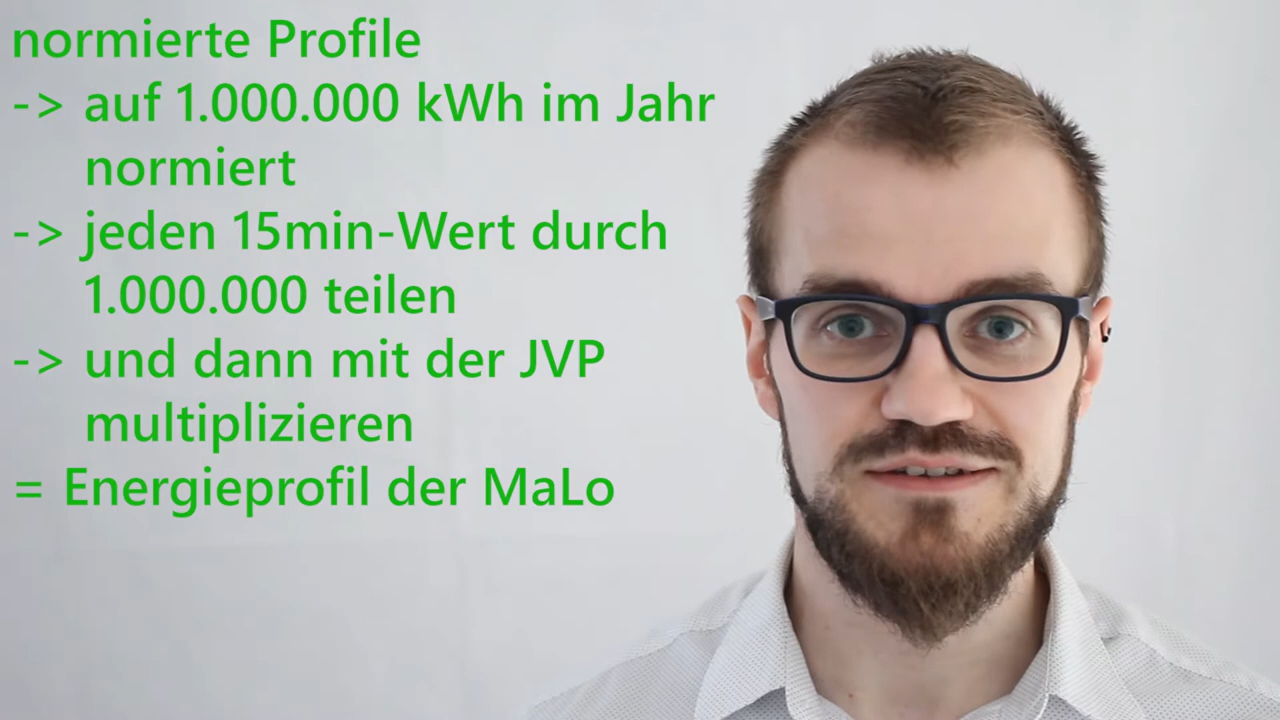 normierte Profile
-> auf 1.000.000 kWh im Jahr
normiert
-> jeden 15min-Wert durch
1.000.000 teilen
-> und dann mit der JVP
multiplizieren
= Energieprofil der MaLo